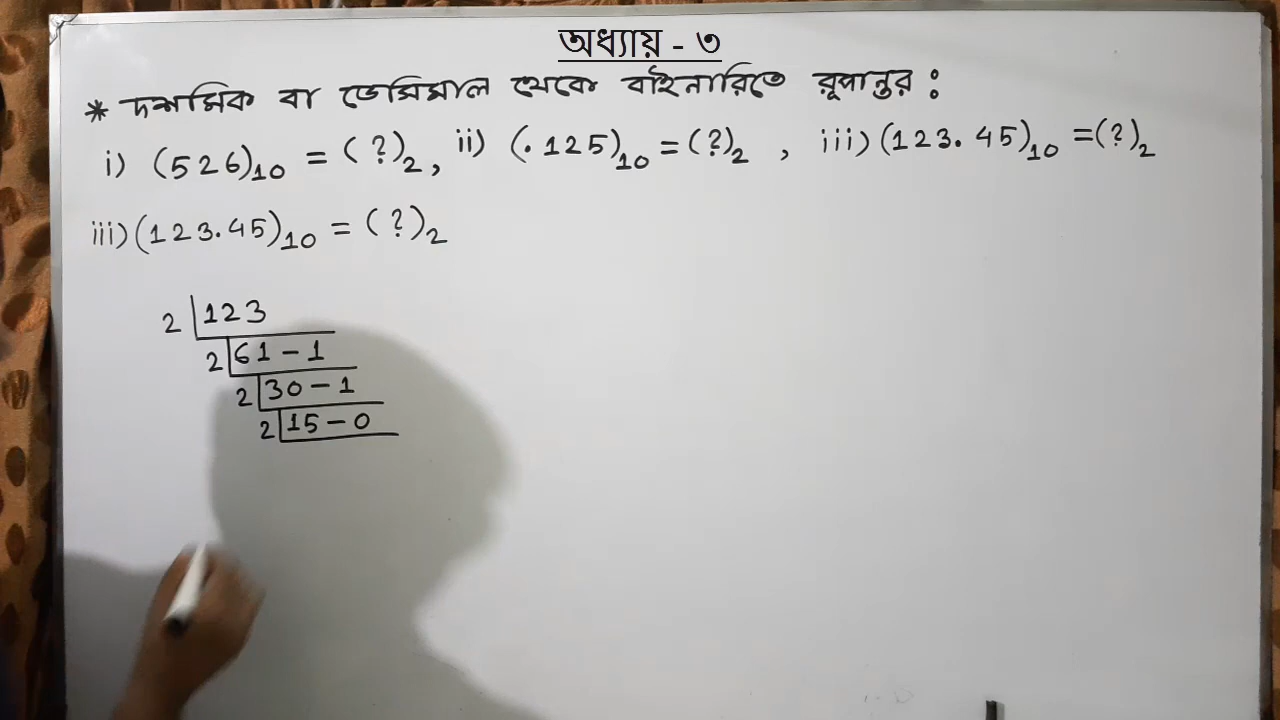 অধ্যায় - ৩
* দশমিক বা ডেসিমাল থেকে বাইনারিতে রূপান্তর :
i) (526)₁₀ = (?)₂, ii) (.125)₁₀ = (?)₂ , iii) (123.45)₁₀ = (?)₂
iii) (123.45)₁₀ = (?)₂
2 | 123
2 | 61 - 1
2 | 30 - 1
2 | 15 - 0